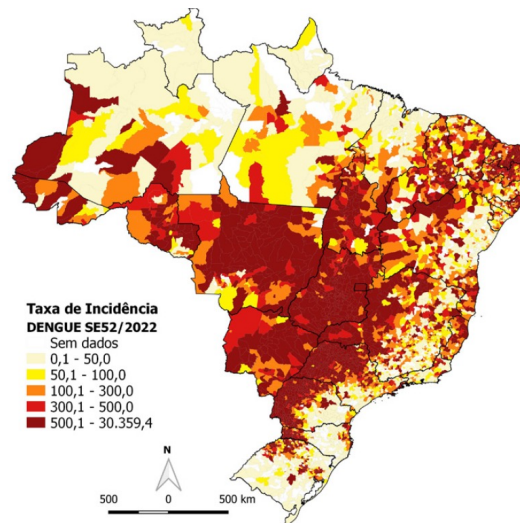 Taxa de Incidência
DENGUE SE52/2022
Sem dados
0,1 - 50,0
50,1 - 100,0
100,1 - 300,0
300,1 - 500,0
500,1 - 30.359,4
N
500 0 500 km